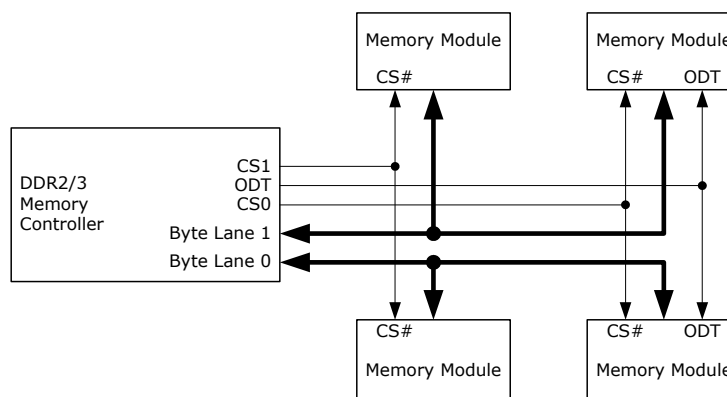 Memory Module
CS#
Memory Module
CS# ODT
DDR2/3
Memory
Controller
CS1
ODT
CS0
Byte Lane 1
Byte Lane 0
CS#
Memory Module
CS# ODT
Memory Module